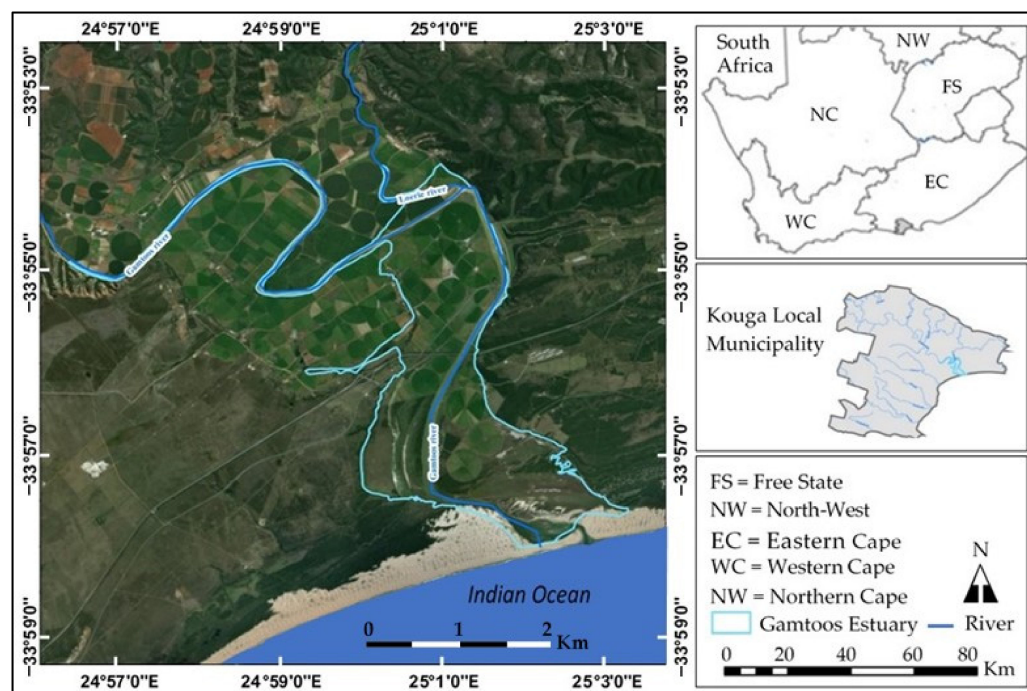 24°57'0"E 24°59'0"E 25°1'0"E 25°3'0"E
−33°53'0"
−33°55'0"
−33°57'0"
−33°59'0"
Loerie river
Gamtoos river
Gamtoos river
Indian Ocean
0 1 2
Km
24°57'0"E 24°59'0"E 25°1'0"E 25°3'0"E
−33°53'0"
−33°55'0"
−33°57'0"
−33°59'0"
South
Africa
NW
FS
NC
EC
WC
Kouga Local
Municipality
FS = Free State
NW = North-West
EC = Eastern Cape
WC = Western Cape
NW = Northern Cape
N
Gamtoos Estuary River
0 20 40 60 80
Km